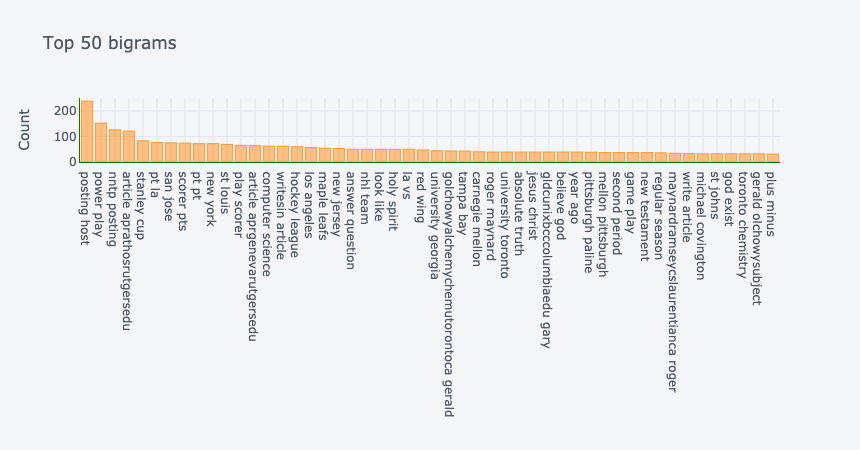 Top 50 bigrams
Count
200
100
0
posting host
power play
nntp posting
article aprathosrutgersedu
stanley cup
pt la
san jose
scorer pts
pt pt
new york
st louis
play scorer
article aprgenevarutgersedu
computer science
writesin article
hockey league
los angeles
maple leafs
new jersey
answer question
nhl team
look like
holy spirit
la vs
red wing
university georgia
golchowyalchemychemutorontoca gerald
tampa bay
carnegie mellon
roger maynard
university toronto
absolute truth
jesus christ
gldcunixbcccolumbiaedu gary
believe god
year ago
pittsburgh paline
mellon pittsburgh
second period
game play
new testament
regular season
maynardramseycslaurentianca roger
write article
michael covington
st johns
god exist
toronto chemistry
gerald olchowysubject
plus minus